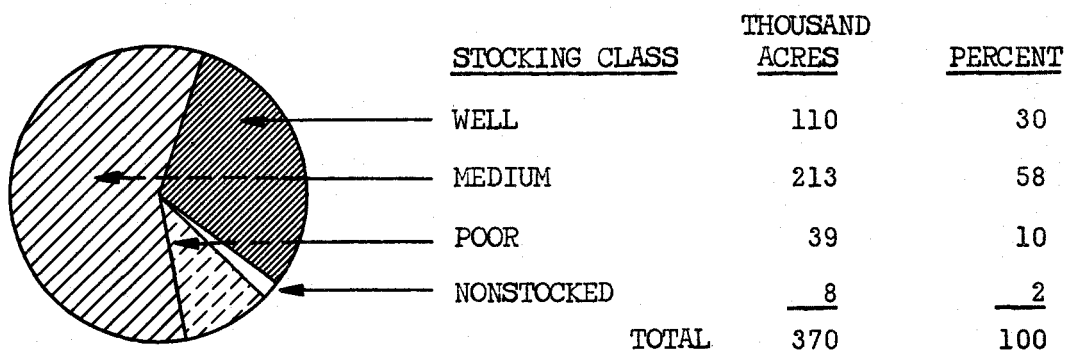 THOUSAND
STOCKING CLASS ACRES PERCENT
WELL 110 30
MEDIUM 213 58
POOR 39 10
NONSTOCKED 8 2
TOTAL 370 100